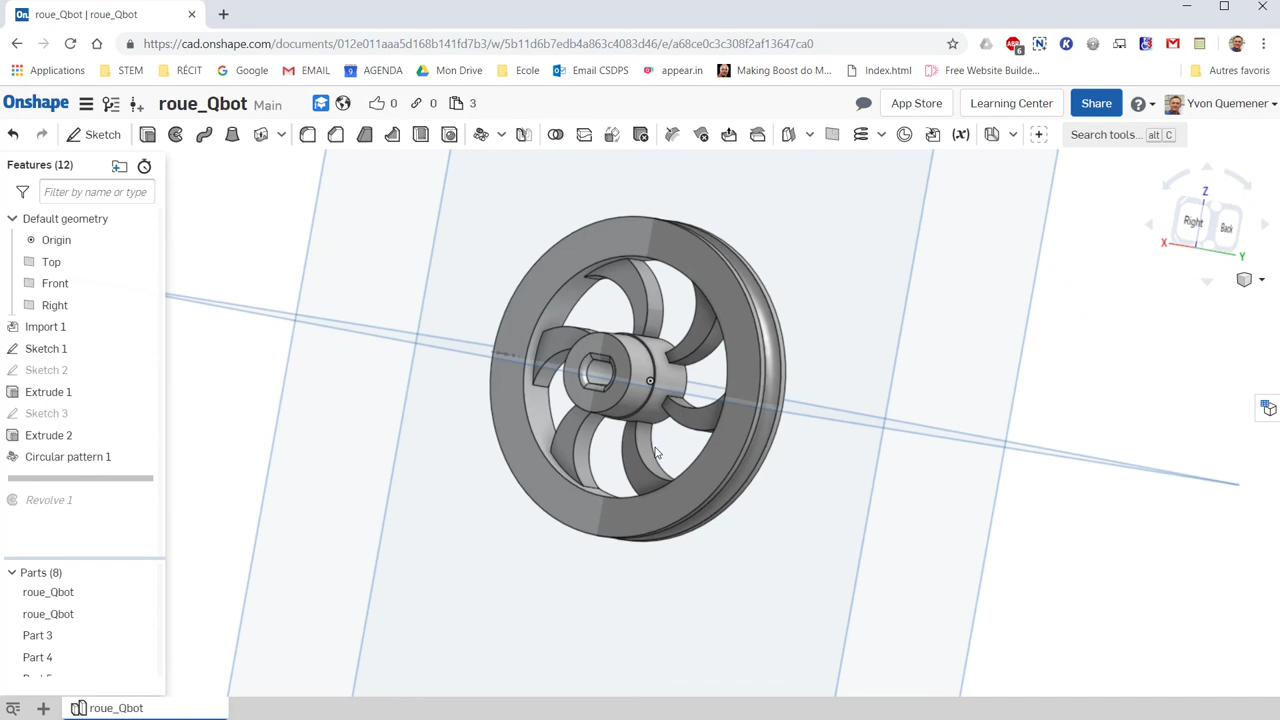 roue_Qbot | roue_Qbot
https://cad.onshape.com/documents/012e011aaa5d168b141fd7c2/w/5b11d3b7edb4a863c4083d46/e/a68ce0c3c308f2af13647ca0
Applications STEM RÉCIT Google EMAIL 9 AGENDA Mon Drive Ecole Email CSDPS appear.in Making Boost do M... Index.html Free Website Builde... Autres favoris
Onshape roue_Qbot Main 0 0 3 App Store Learning Center Share Yvon Quemener
Sketch (x) Search tools... alt C
Features (12)
Filter by name or type
Default geometry
Origin
Top
Front
Right
Import 1
Sketch 1
Sketch 2
Extrude 1
Sketch 3
Extrude 2
Circular pattern 1
Revolve 1
Parts (8)
roue_Qbot
roue_Qbot
Part 3
Part 4
Z
Right Back
X Y
roue_Qbot